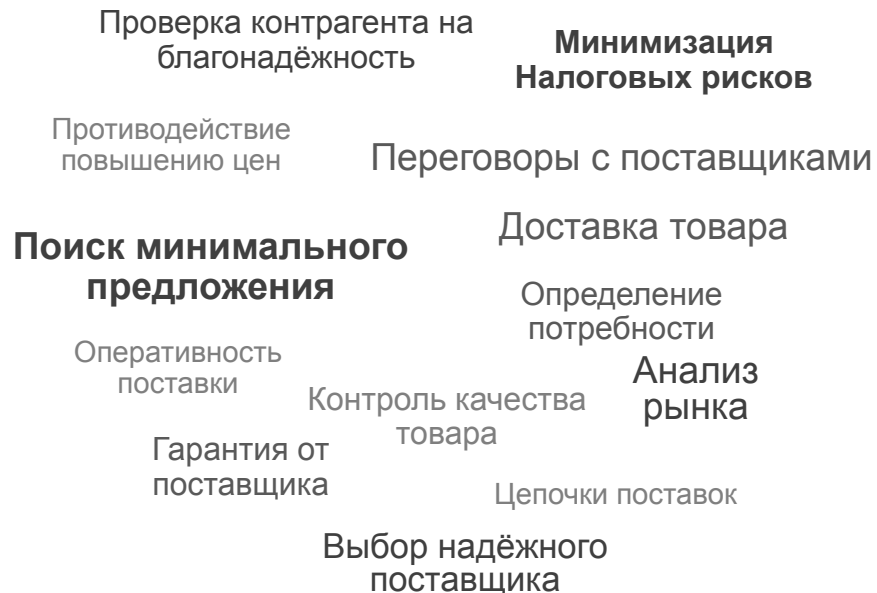 Проверка контрагента на
благонадёжность
Минимизация
Налоговых рисков
Противодействие
повышению цен
Переговоры с поставщиками
Доставка товара
Поиск минимального
предложения
Определение
потребности
Оперативность
поставки
Анализ
рынка
Контроль качества
товара
Гарантия от
поставщика
Цепочки поставок
Выбор надёжного
поставщика